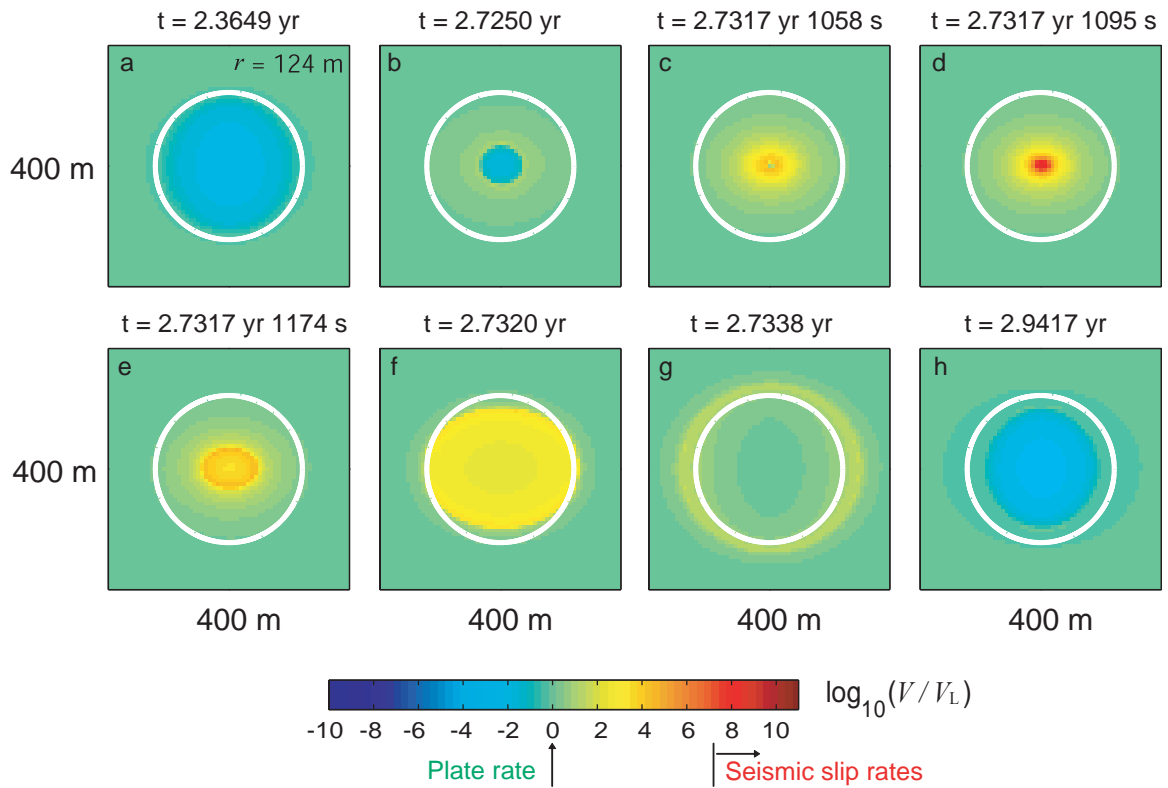 t = 2.3649 yr
t = 2.7250 yr
t = 2.7317 yr 1058 s
t = 2.7317 yr 1095 s
a
r = 124 m
b
c
d
400 m
t = 2.7317 yr 1174 s
t = 2.7320 yr
t = 2.7338 yr
t = 2.9417 yr
e
f
g
h
400 m
400 m
400 m
400 m
400 m
-10 -8 -6 -4 -2 0 2 4 6 8 10
log10(V/VL)
Plate rate
Seismic slip rates